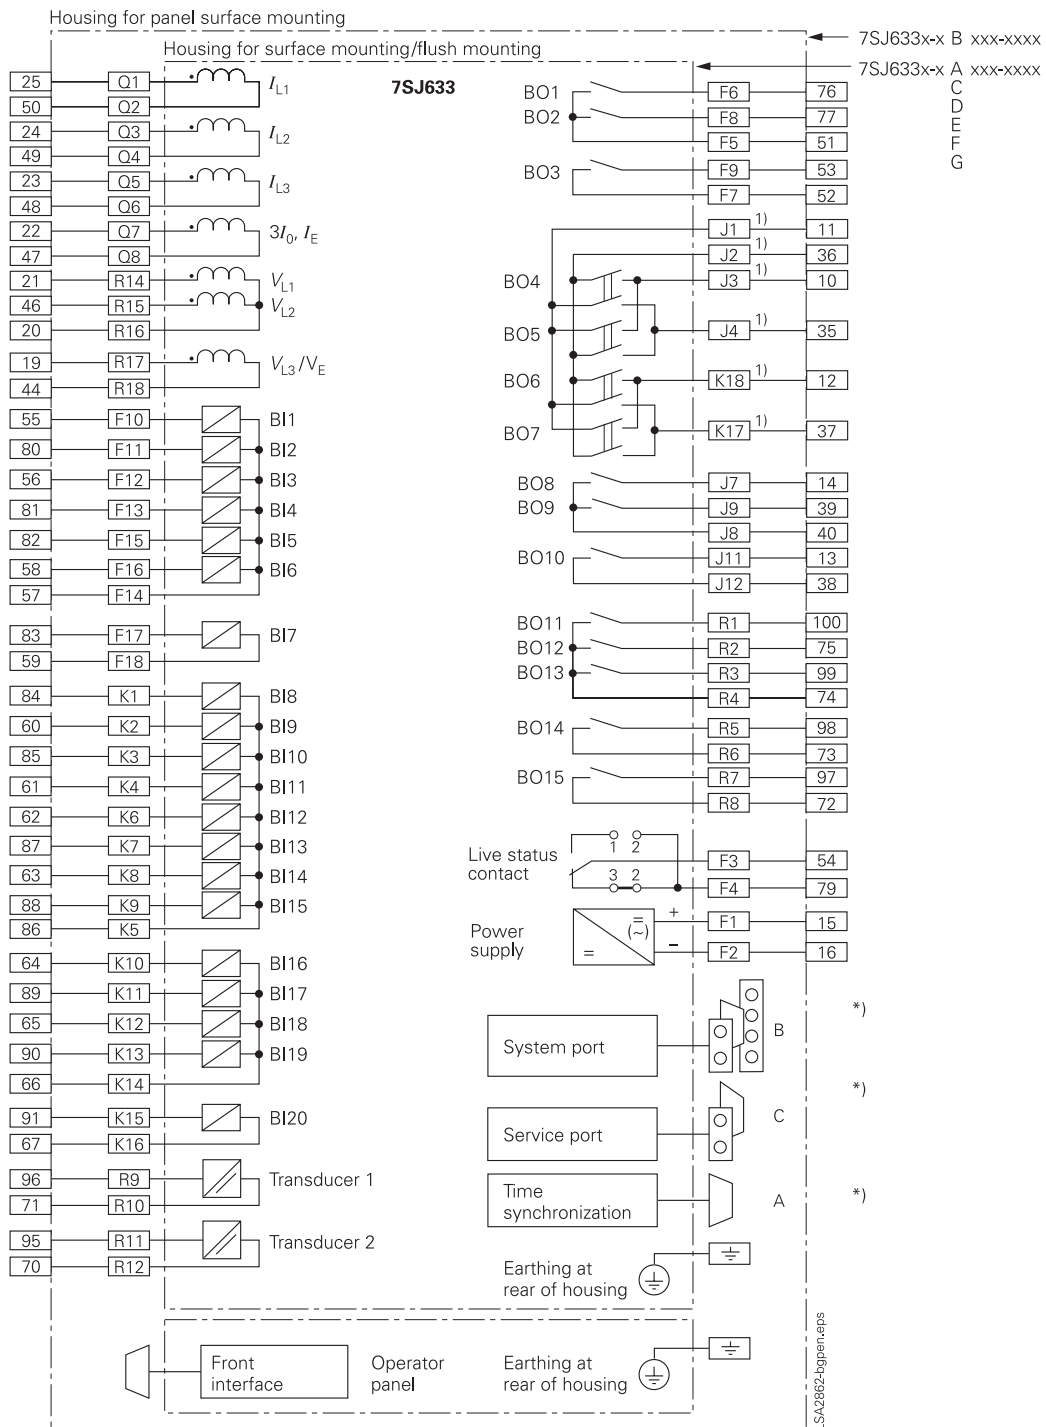 Housing for panel surface mounting
7SJ633x-x B xxx-xxxx
Housing for surface mounting/flush mounting
7SJ633x-x A xxx-xxxx
C
D
E
F
G
7SJ633
25 Q1 IL1
50 Q2
24 Q3 IL2
49 Q4
23 Q5 IL3
48 Q6
22 Q7 3I0, IE
47 Q8
21 R14 VL1
46 R15 VL2
20 R16
19 R17 VL3/VE
44 R18
55 F10 BI1
80 F11 BI2
56 F12 BI3
81 F13 BI4
82 F15 BI5
58 F16 BI6
57 F14
83 F17 BI7
59 F18
84 K1 BI8
60 K2 BI9
85 K3 BI10
61 K4 BI11
62 K6 BI12
87 K7 BI13
63 K8 BI14
88 K9 BI15
86 K5
64 K10 BI16
89 K11 BI17
65 K12 BI18
90 K13 BI19
66 K14
91 K15 BI20
67 K16
96 R9 Transducer 1
71 R10
95 R11 Transducer 2
70 R12
BO1 F6 76
BO2 F8 77
F5 51
BO3 F9 53
F7 52
J1 1) 11
J2 1) 36
BO4 J3 1) 10
BO5 J4 1) 35
BO6 K18 1) 12
BO7 K17 1) 37
BO8 J7 14
BO9 J9 39
J8 40
BO10 J11 13
J12 38
BO11 R1 100
BO12 R2 75
BO13 R3 99
R4 74
BO14 R5 98
R6 73
BO15 R7 97
R8 72
1 2
Live status
contact
F3 54
3 2
F4 79
Power
supply
= (~)
=
+ F1 15
− F2 16
System port B *)
Service port C *)
Time
synchronization
A *)
Earthing at
rear of housing
Front
interface
Operator
panel
Earthing at
rear of housing
LSA2862-bgpen.eps